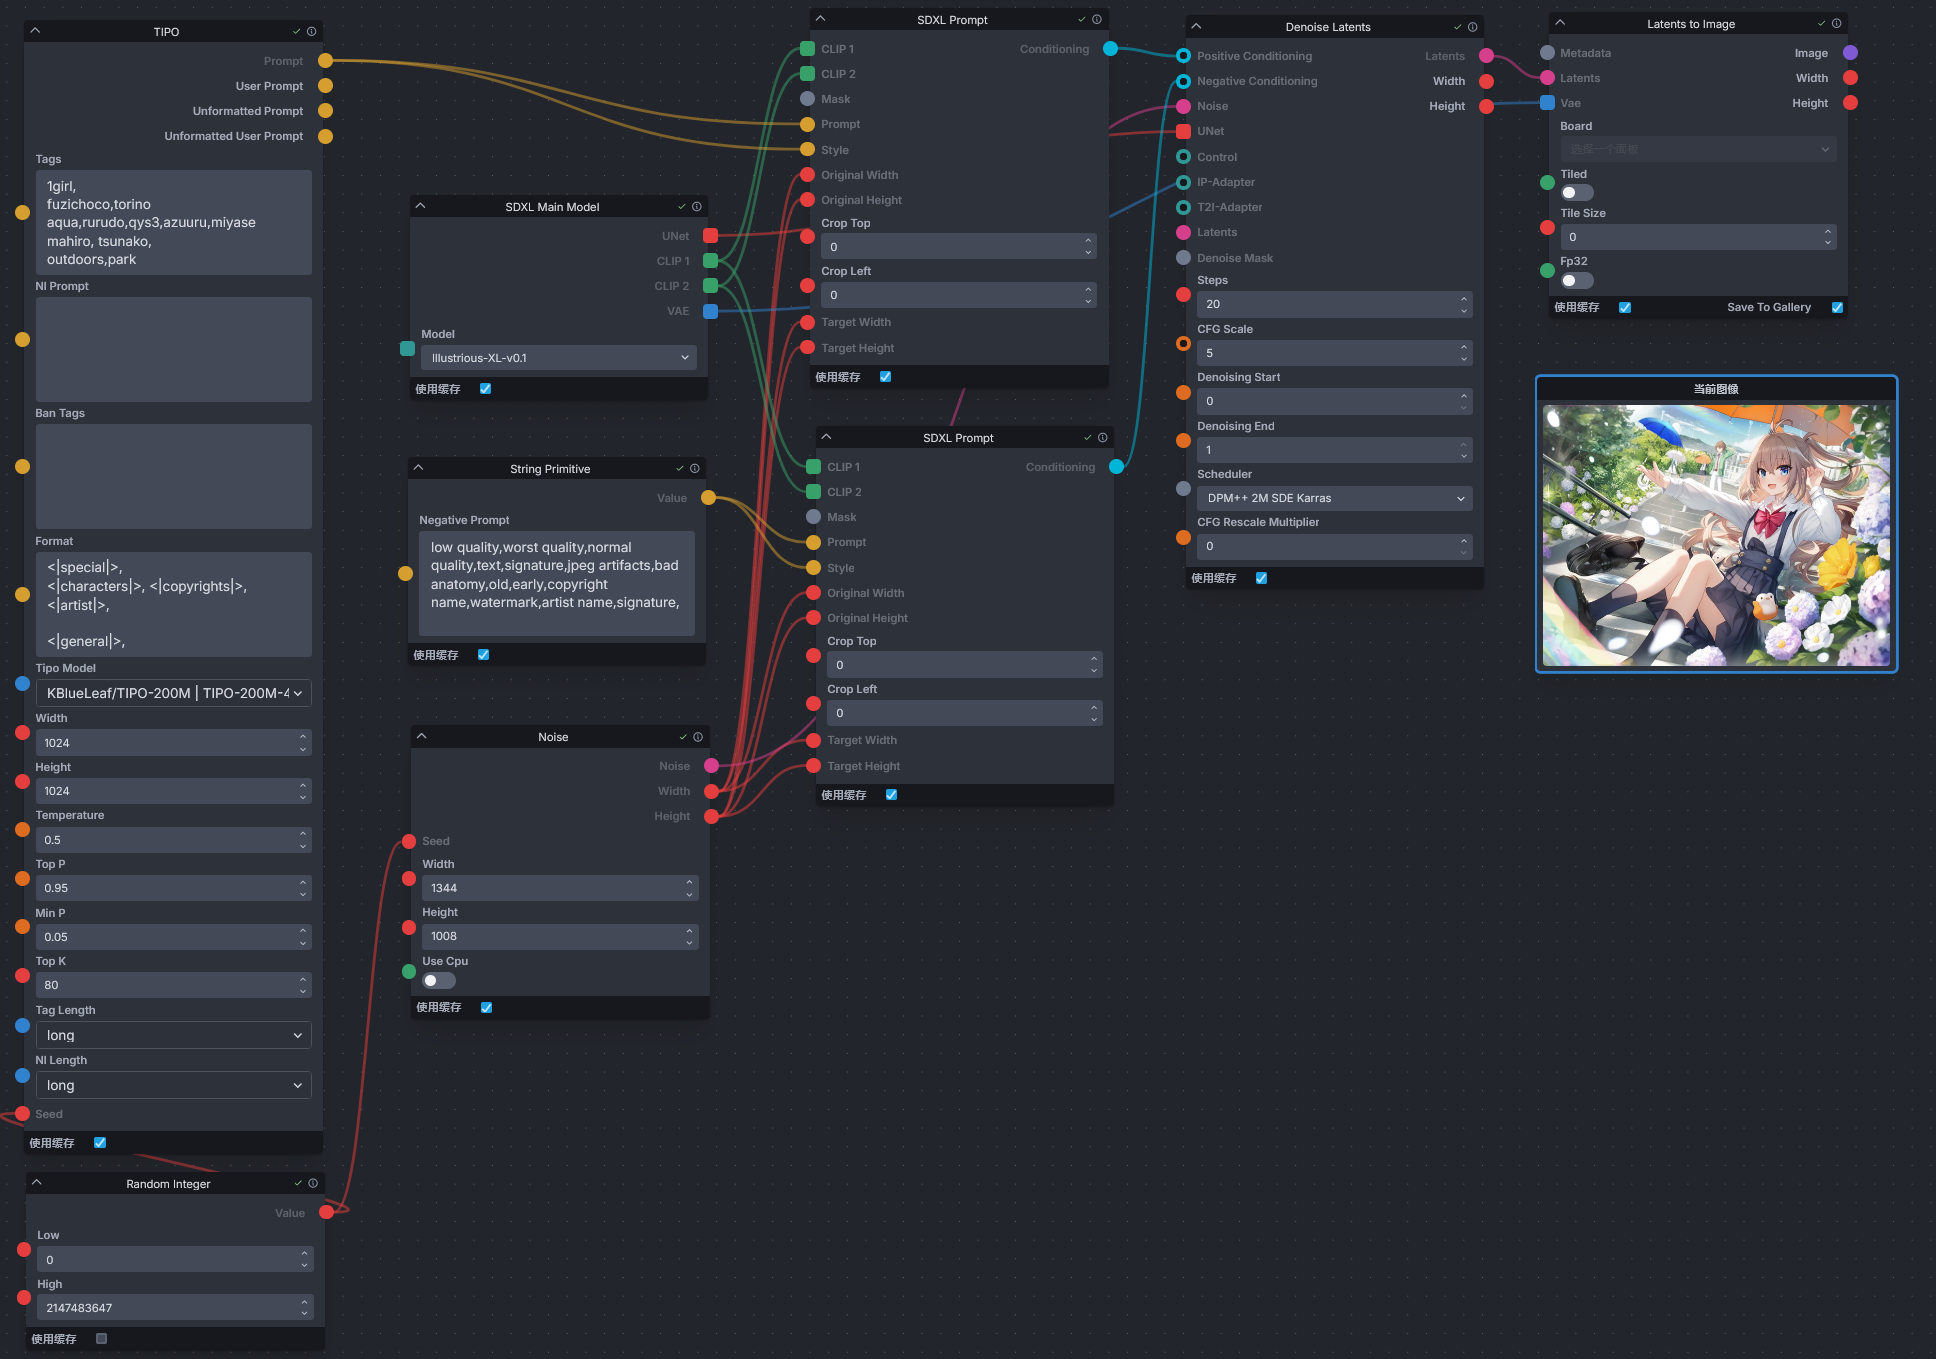 TIPO
Prompt
User Prompt
Unformatted Prompt
Unformatted User Prompt
Tags
1girl,
fuzichoco,torino
aqua,rurudo,qys3,azuuru,miyase
mahiro, tsunako,
outdoors,park
Nl Prompt
Ban Tags
Format
<|special|>,
<|characters|>, <|copyrights|>,
<|artist|>,
<|general|>,
Tipo Model
KBlueLeaf/TIPO-200M | TIPO-200M-4
Width
1024
Height
1024
Temperature
0.5
Top P
0.95
Min P
0.05
Top K
80
Tag Length
long
Nl Length
long
Seed
使用缓存
Random Integer
Value
Low
0
High
2147483647
使用缓存
SDXL Main Model
UNet
CLIP 1
CLIP 2
VAE
Model
Illustrious-XL-v0.1
使用缓存
String Primitive
Value
Negative Prompt
low quality,worst quality,normal
quality,text,signature,jpeg artifacts,bad
anatomy,old,early,copyright
name,watermark,artist name,signature,
使用缓存
Noise
Noise
Width
Height
Seed
Width
1344
Height
1008
Use Cpu
使用缓存
SDXL Prompt
CLIP 1
Conditioning
CLIP 2
Mask
Prompt
Style
Original Width
Original Height
Crop Top
0
Crop Left
0
Target Width
Target Height
使用缓存
SDXL Prompt
CLIP 1
Conditioning
CLIP 2
Mask
Prompt
Style
Original Width
Original Height
Crop Top
0
Crop Left
0
Target Width
Target Height
使用缓存
Denoise Latents
Positive Conditioning
Latents
Negative Conditioning
Width
Noise
Height
UNet
Control
IP-Adapter
T2I-Adapter
Latents
Denoise Mask
Steps
20
CFG Scale
5
Denoising Start
0
Denoising End
1
Scheduler
DPM++ 2M SDE Karras
CFG Rescale Multiplier
0
使用缓存
Latents to Image
Metadata
Image
Latents
Width
Vae
Height
Board
选择一个面板
Tiled
Tile Size
0
Fp32
使用缓存
Save To Gallery
当前图像